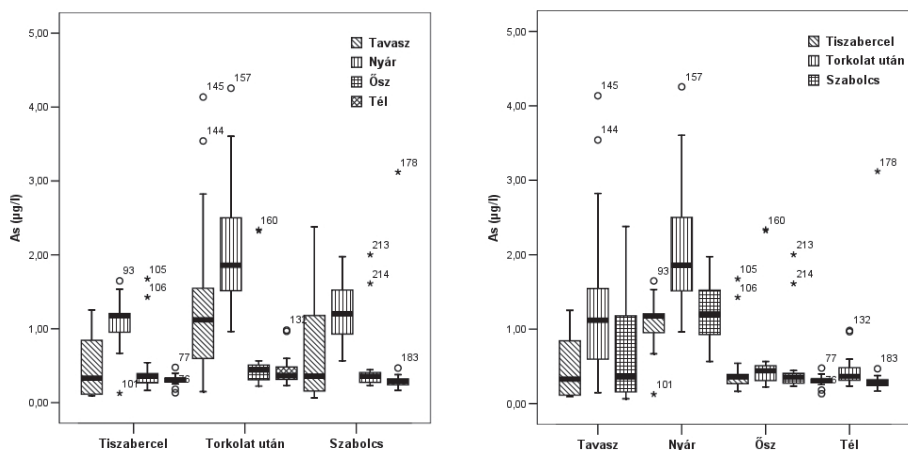 5,00
4,00
3,00
2,00
1,00
0,00
As (µg/l)
Tavasz
Nyár
Ősz
Tél
145
157
144
178
160
213
105
214
93
106
132
77
183
101
76
Tiszabercel
Torkolat után
Szabolcs
5,00
4,00
3,00
2,00
1,00
0,00
As (µg/l)
Tiszabercel
Torkolat után
Szabolcs
145
157
144
178
160
213
105
93
106
214
132
77
183
101
76
Tavasz
Nyár
Ősz
Tél